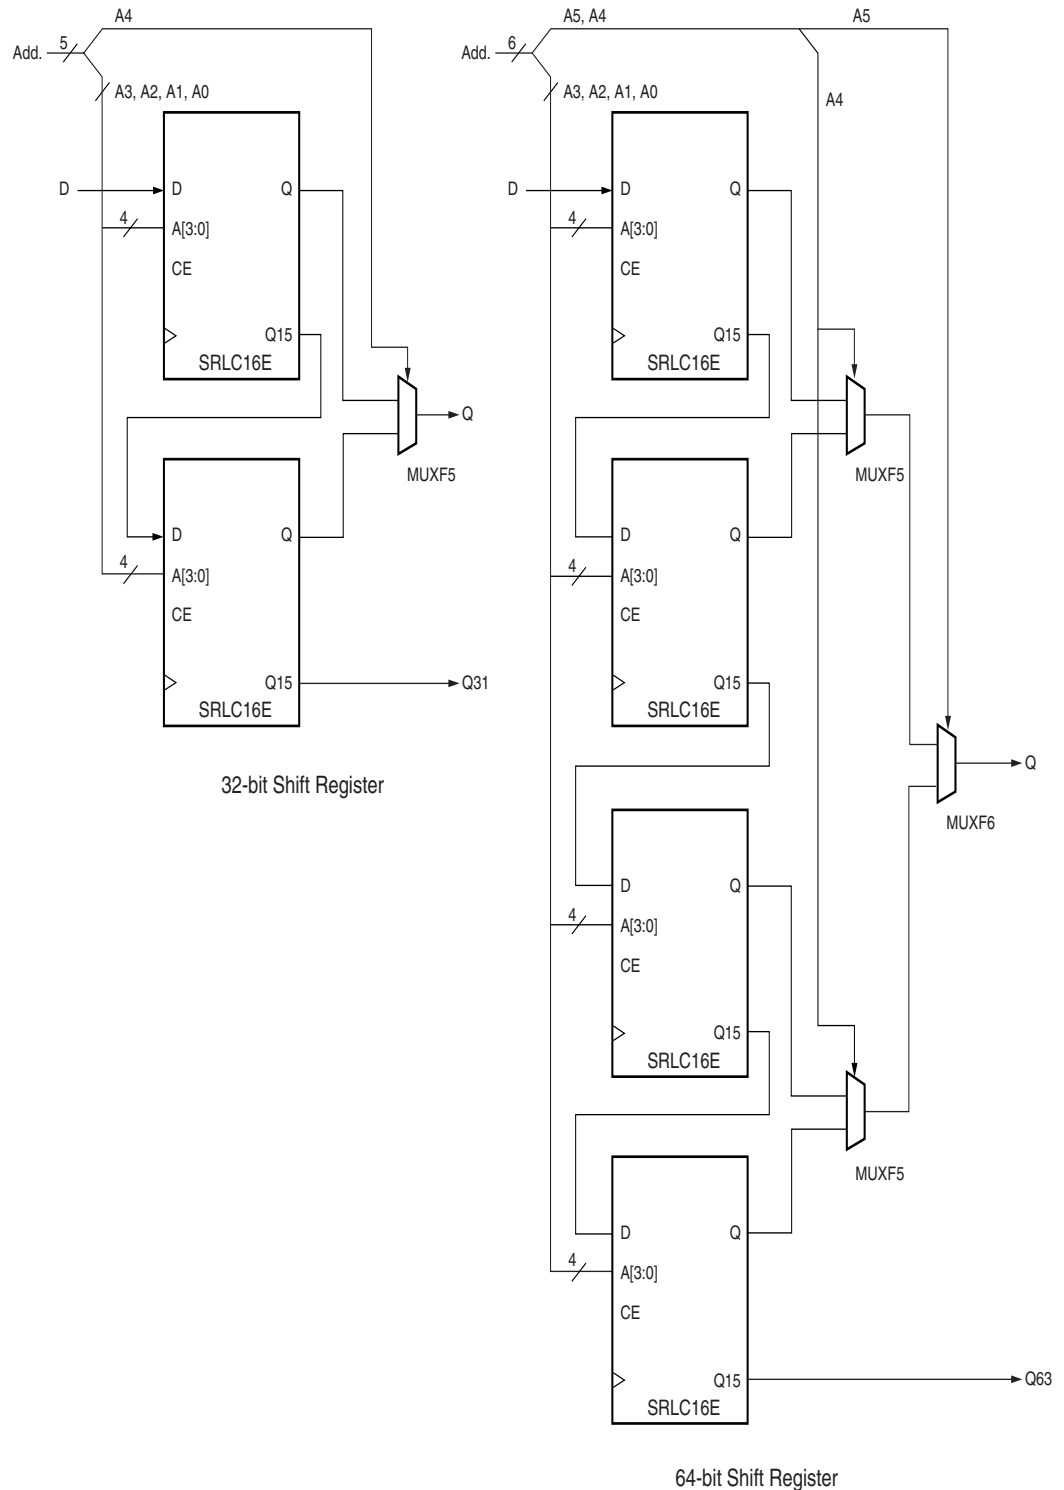 A4
Add.
5
A3, A2, A1, A0
D
D
Q
4
A[3:0]
CE
Q15
SRLC16E
Q
MUXF5
D
Q
4
A[3:0]
CE
Q15
Q31
SRLC16E
32-bit Shift Register
A5, A4
A5
Add.
6
A3, A2, A1, A0
A4
D
D
Q
4
A[3:0]
CE
Q15
SRLC16E
MUXF5
D
Q
4
A[3:0]
CE
Q15
SRLC16E
Q
MUXF6
D
Q
4
A[3:0]
CE
Q15
SRLC16E
MUXF5
D
Q
4
A[3:0]
CE
Q15
Q63
SRLC16E
64-bit Shift Register